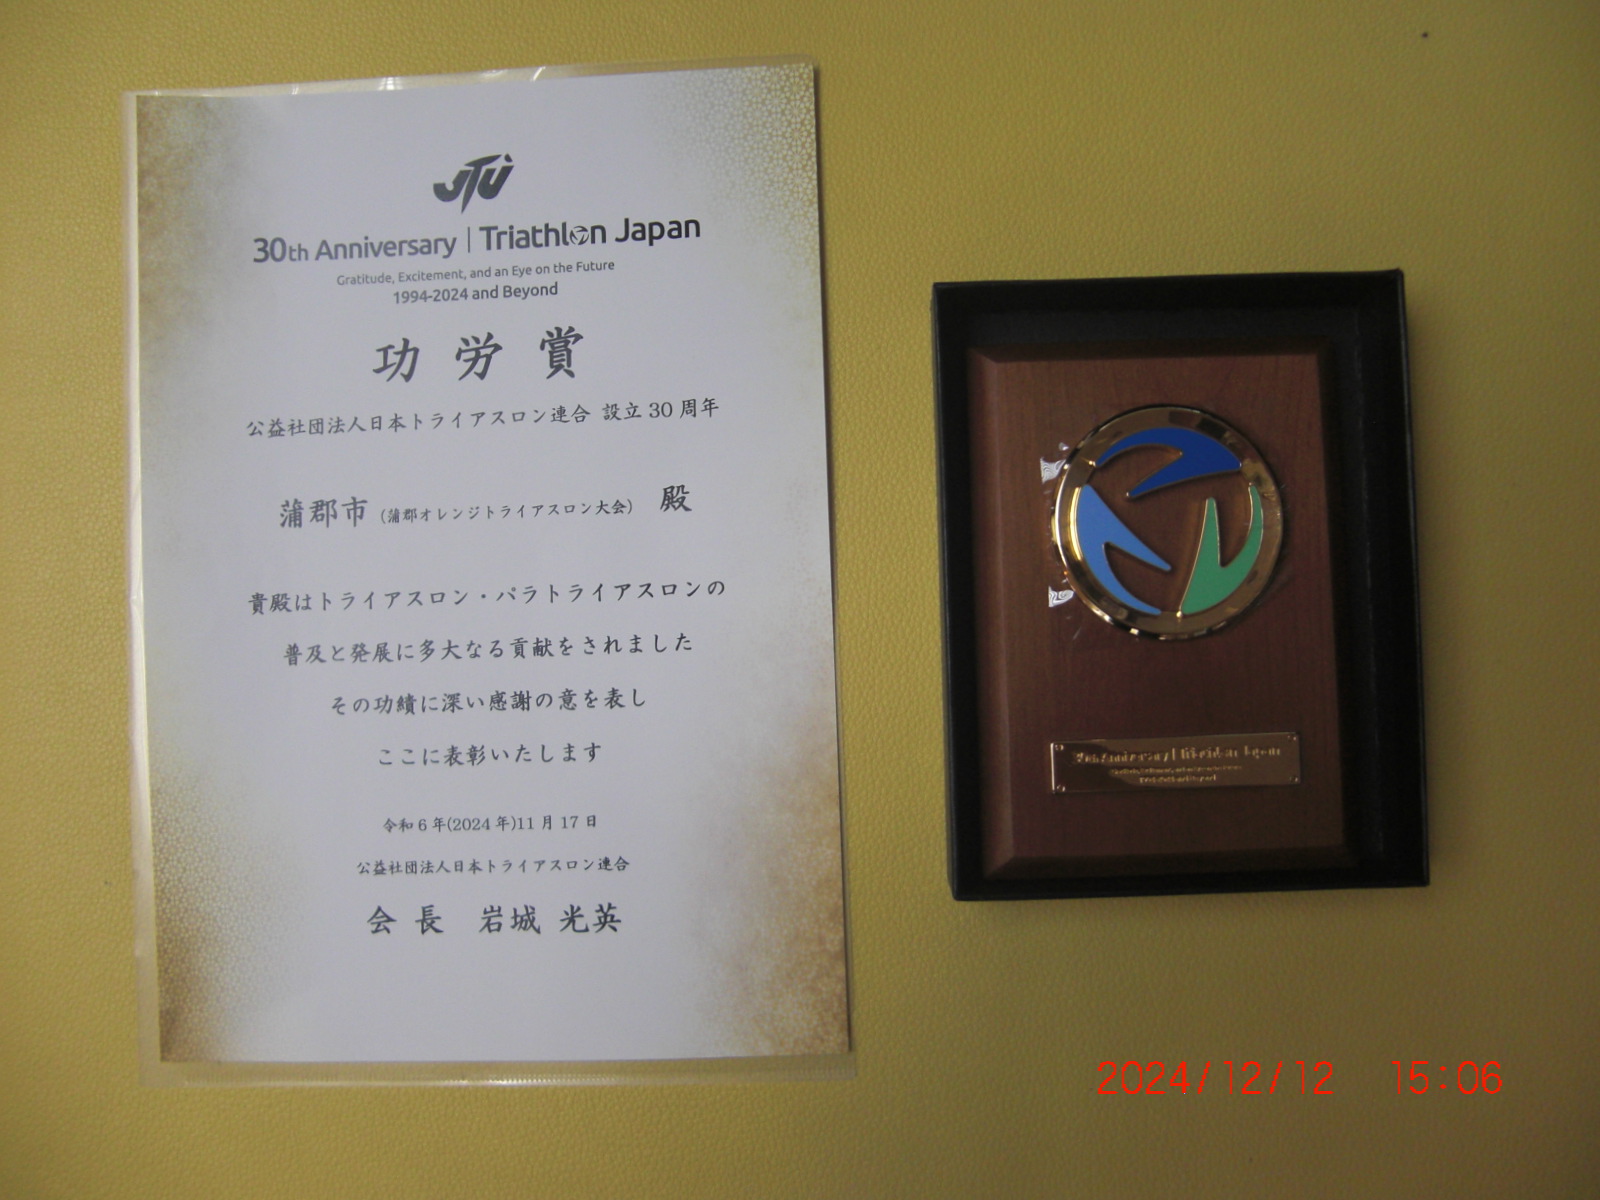 JTU
30th Anniversary | Triathlon Japan
Gratitude, Excitement, and an Eye on the Future
1994-2024 and Beyond
功労賞
公益社団法人日本トライアスロン連合 設立30周年
蒲郡市 (蒲郡オレンジトライアスロン大会) 殿
貴殿はトライアスロン・パラトライアスロンの
普及と発展に多大なる貢献をされました
その功績に深い感謝の意を表し
ここに表彰いたします
令和6年(2024年)11月17日
公益社団法人日本トライアスロン連合
会長 岩城 光英
30th Anniversary | Triathlon Japan
2024/12/12 15:06